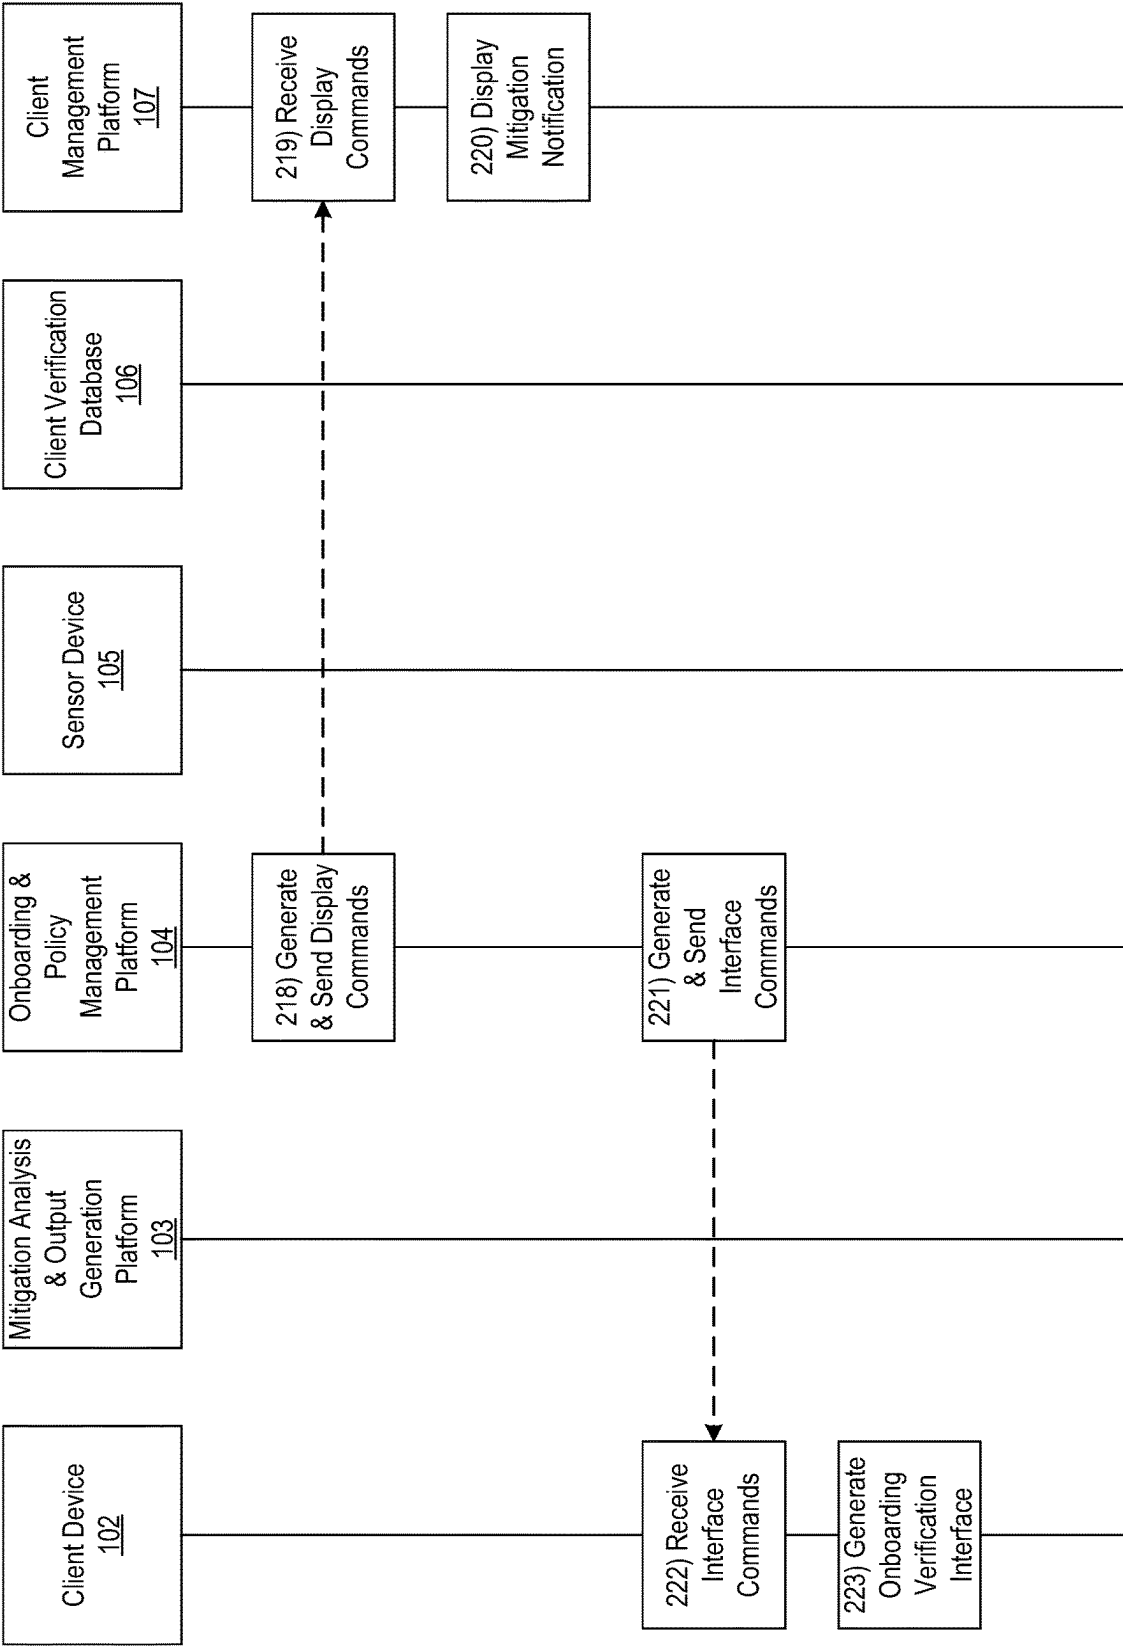 Client Device
102
Mitigation Analysis
& Output
Generation
Platform
103
Onboarding &
Policy
Management
Platform
104
Sensor Device
105
Client Verification
Database
106
Client
Management
Platform
107
218) Generate
& Send Display
Commands
219) Receive
Display
Commands
220) Display
Mitigation
Notification
221) Generate
& Send
Interface
Commands
222) Receive
Interface
Commands
223) Generate
Onboarding
Verification
Interface